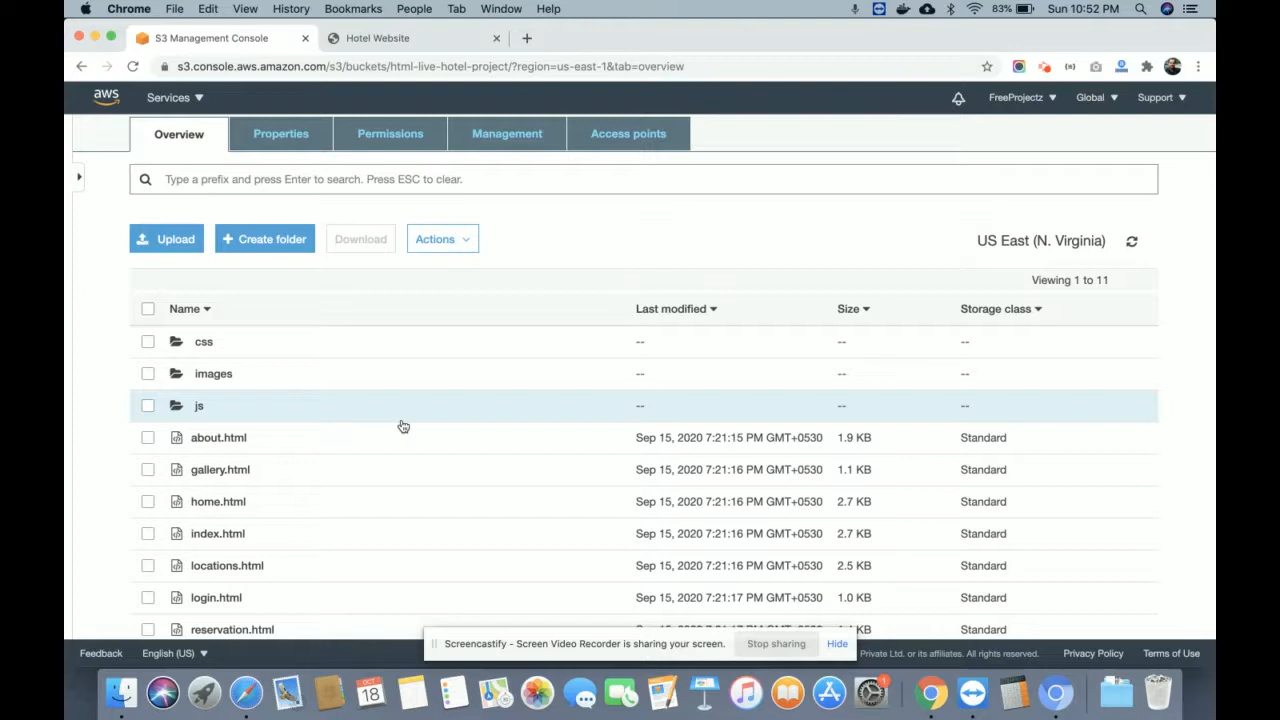 Chrome File Edit View History Bookmarks People Tab Window Help 83% Sun 10:52 PM
S3 Management Console × Hotel Website × +
s3.console.aws.amazon.com/s3/buckets/html-live-hotel-project/?region=us-east-1&tab=overview
aws Services FreeProjectz Global Support
Overview Properties Permissions Management Access points
Type a prefix and press Enter to search. Press ESC to clear.
Upload + Create folder Download Actions US East (N. Virginia)
Viewing 1 to 11
Name Last modified Size Storage class
css -- -- --
images -- -- --
js -- -- --
about.html Sep 15, 2020 7:21:15 PM GMT+0530 1.9 KB Standard
gallery.html Sep 15, 2020 7:21:16 PM GMT+0530 1.1 KB Standard
home.html Sep 15, 2020 7:21:16 PM GMT+0530 2.7 KB Standard
index.html Sep 15, 2020 7:21:16 PM GMT+0530 2.7 KB Standard
locations.html Sep 15, 2020 7:21:16 PM GMT+0530 2.5 KB Standard
login.html Sep 15, 2020 7:21:17 PM GMT+0530 1.0 KB Standard
reservation.html KB Standard
Screencastify - Screen Video Recorder is sharing your screen. Stop sharing Hide
Feedback English (US) Private Ltd. or its affiliates. All rights reserved. Privacy Policy Terms of Use
OCT
18
1